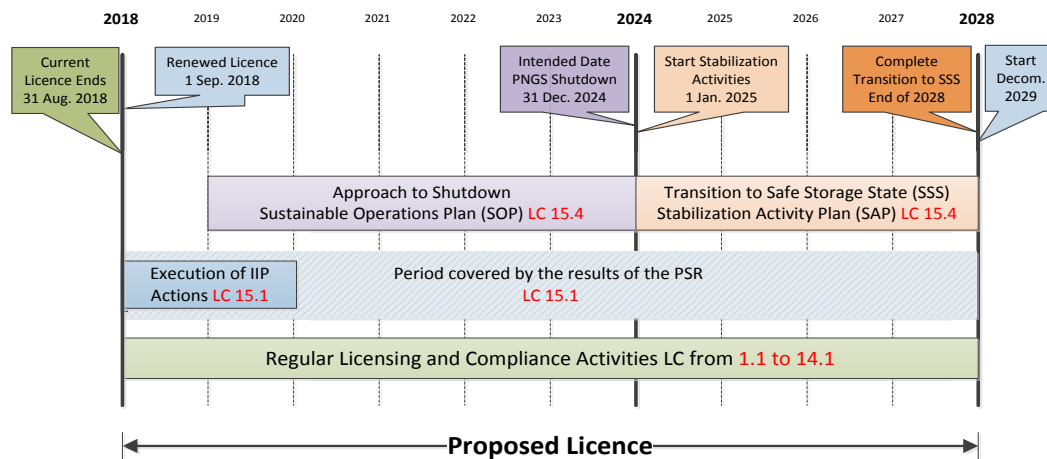 2018 2019 2020 2021 2022 2023 2024 2025 2026 2027 2028
Current
Licence Ends
31 Aug. 2018
Renewed Licence
1 Sep. 2018
Intended Date
PNGS Shutdown
31 Dec. 2024
Start Stabilization
Activities
1 Jan. 2025
Complete
Transition to SSS
End of 2028
Start
Decom.
2029
Approach to Shutdown
Sustainable Operations Plan (SOP) LC 15.4
Transition to Safe Storage State (SSS)
Stabilization Activity Plan (SAP) LC 15.4
Execution of IIP
Actions LC 15.1
Period covered by the results of the PSR
LC 15.1
Regular Licensing and Compliance Activities LC from 1.1 to 14.1
Proposed Licence